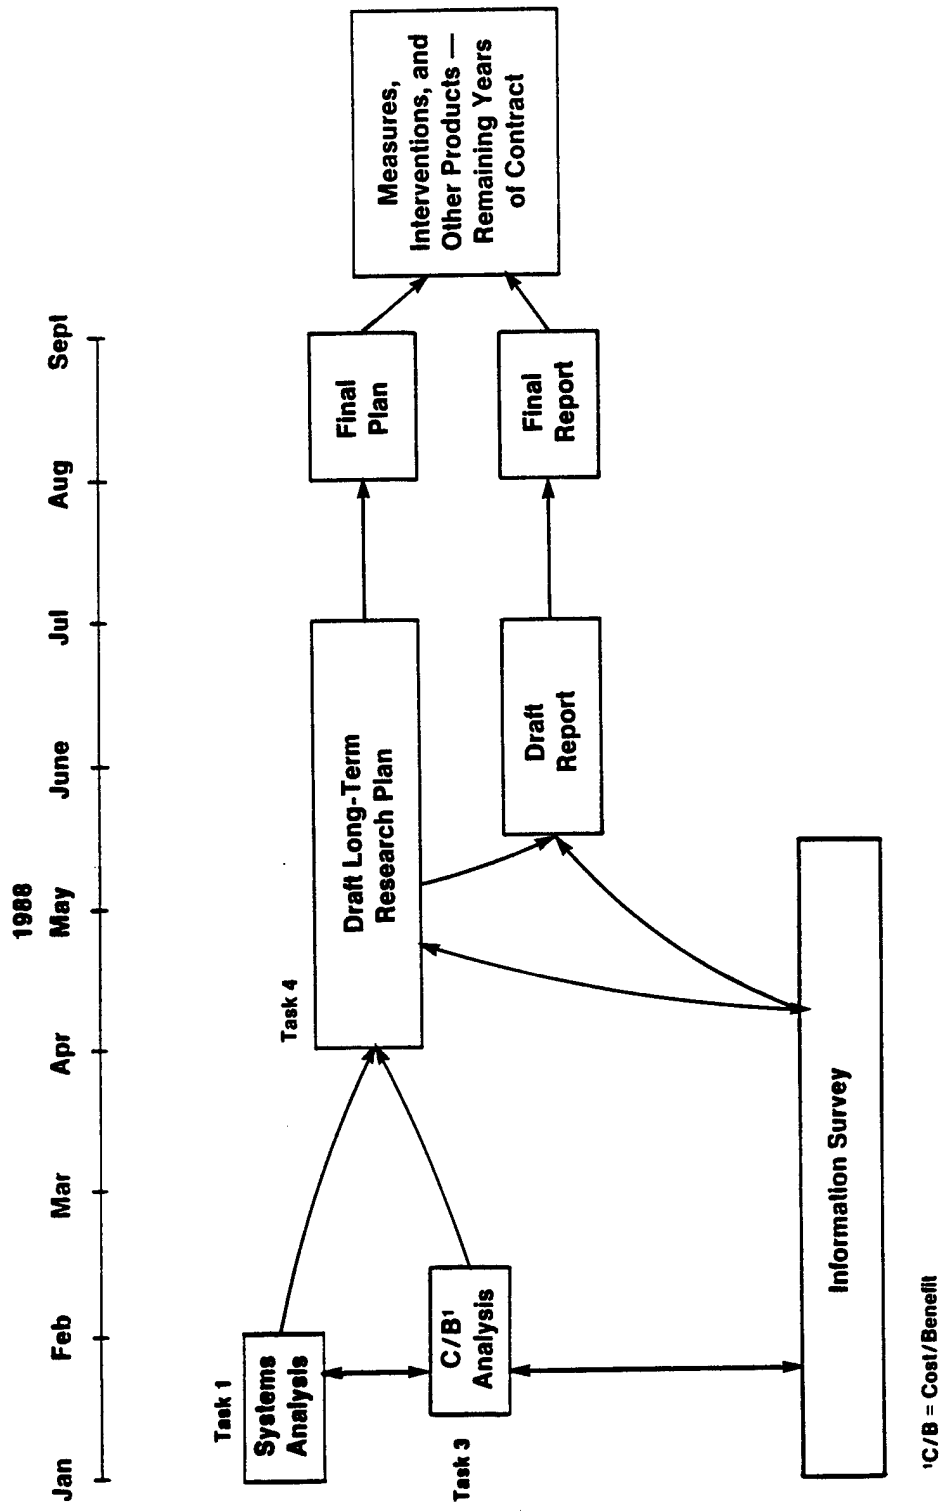 1988
Jan Feb Mar Apr May June Jul Aug Sept
Task 1
Systems
Analysis
Task 3
C/B¹
Analysis
Task 4
Draft Long-Term
Research Plan
Final
Plan
Draft
Report
Final
Report
Measures,
Interventions, and
Other Products —
Remaining Years
of Contract
Information Survey
¹C/B = Cost/Benefit